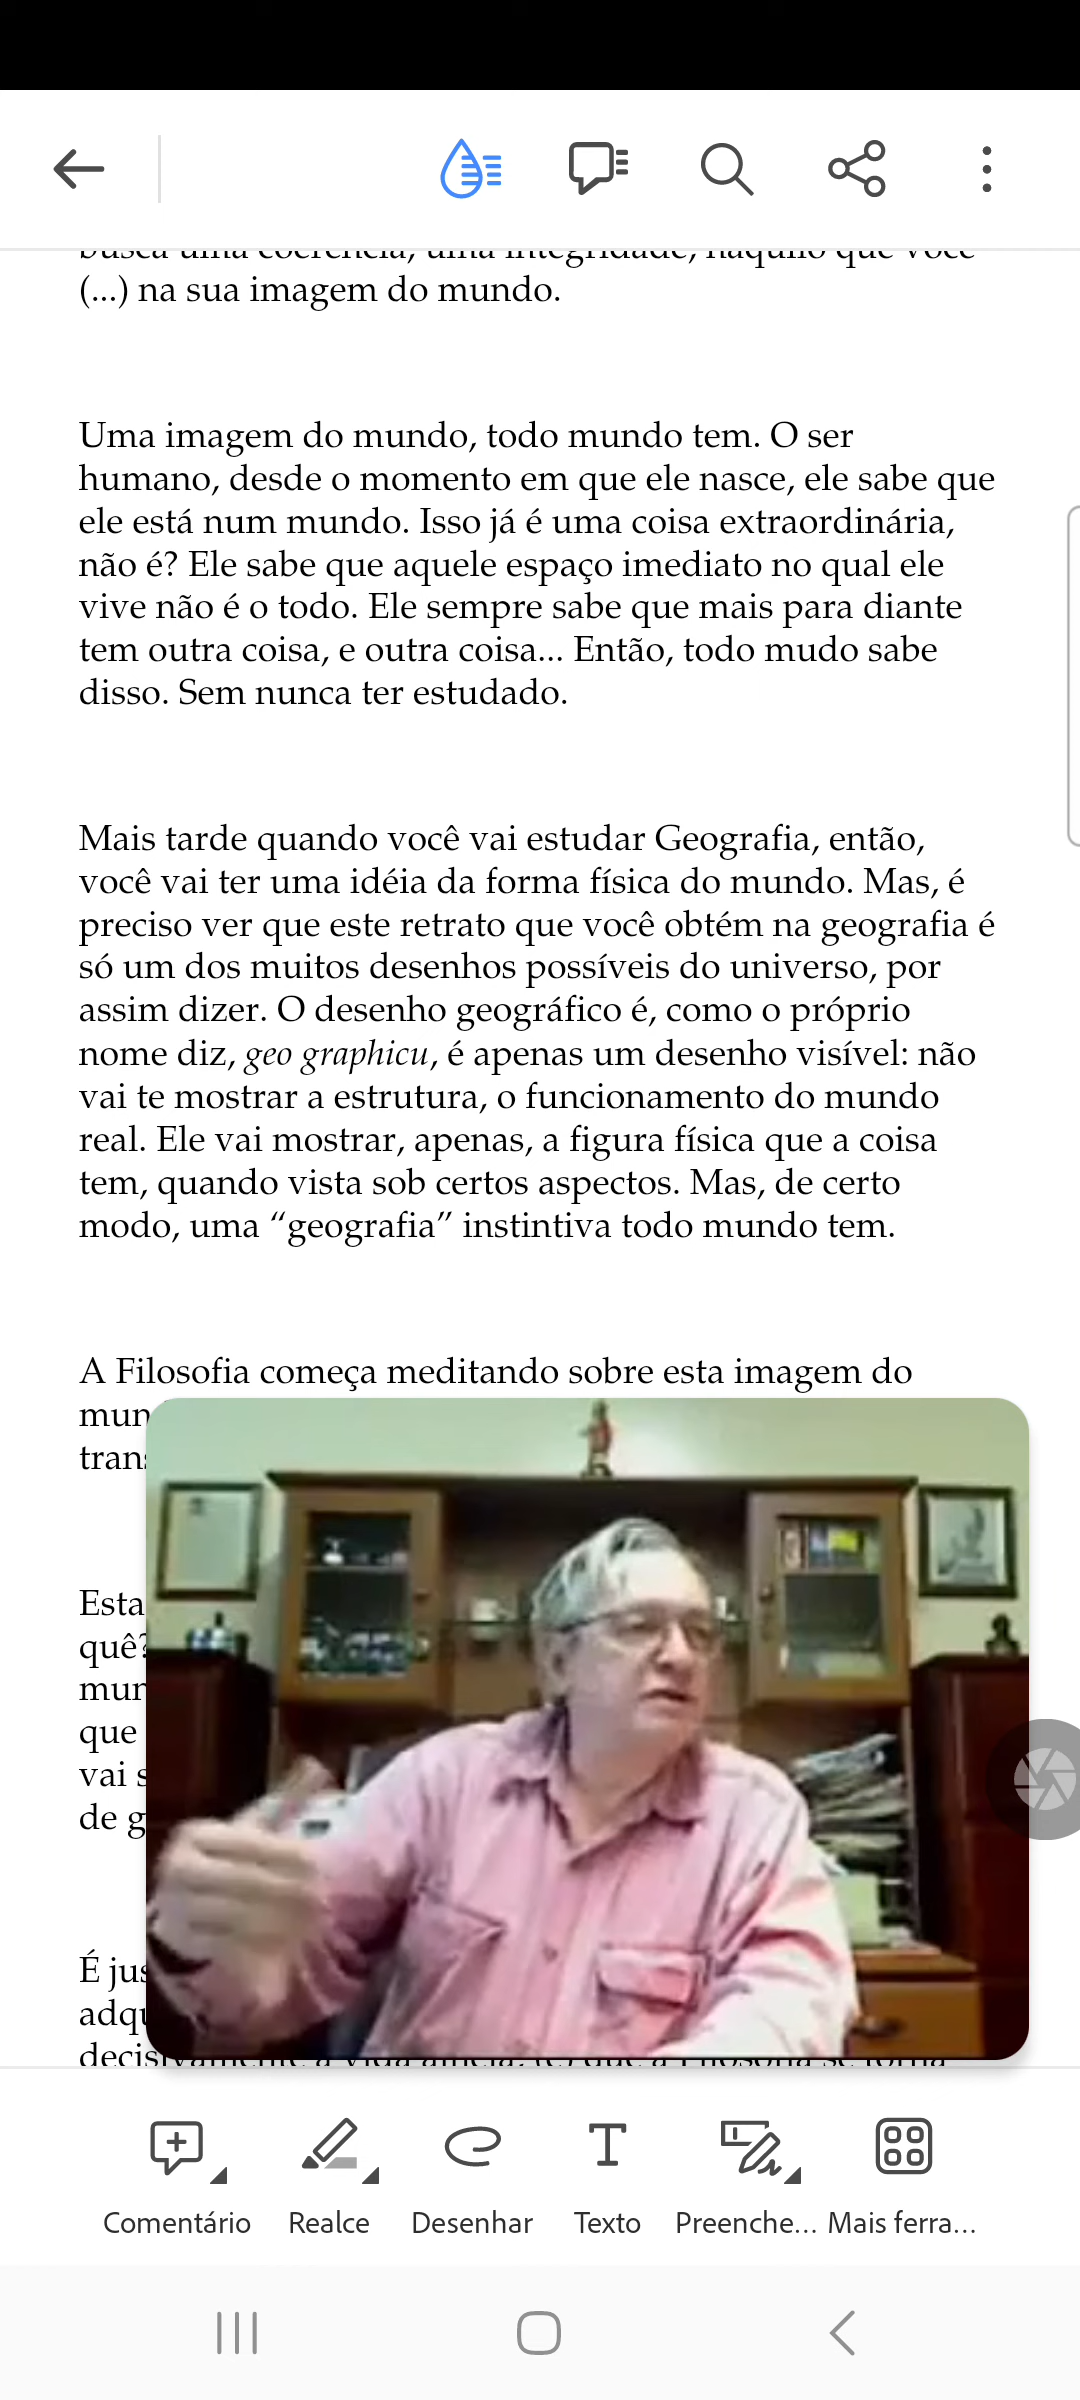 (...) na sua imagem do mundo.
Uma imagem do mundo, todo mundo tem. O ser
humano, desde o momento em que ele nasce, ele sabe que
ele está num mundo. Isso já é uma coisa extraordinária,
não é? Ele sabe que aquele espaço imediato no qual ele
vive não é o todo. Ele sempre sabe que mais para diante
tem outra coisa, e outra coisa... Então, todo mudo sabe
disso. Sem nunca ter estudado.
Mais tarde quando você vai estudar Geografia, então,
você vai ter uma idéia da forma física do mundo. Mas, é
preciso ver que este retrato que você obtém na geografia é
só um dos muitos desenhos possíveis do universo, por
assim dizer. O desenho geográfico é, como o próprio
nome diz, geo graphicu, é apenas um desenho visível: não
vai te mostrar a estrutura, o funcionamento do mundo
real. Ele vai mostrar, apenas, a figura física que a coisa
tem, quando vista sob certos aspectos. Mas, de certo
modo, uma “geografia” instintiva todo mundo tem.
A Filosofia começa meditando sobre esta imagem do
mun
tran
Esta
quê?
mun
que
vai s
de g
É jus
adqu
Comentário Realce Desenhar Texto Preenche... Mais ferra...